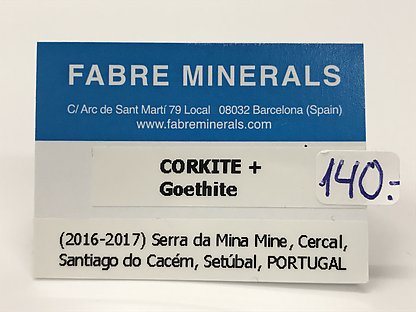 FABRE MINERALS
C/ Arc de Sant Martí 79 Local 08032 Barcelona (Spain)
www.fabreminerals.com
CORKITE +
Goethite
140.-
(2016-2017) Serra da Mina Mine, Cercal,
Santiago do Cacém, Setúbal, PORTUGAL